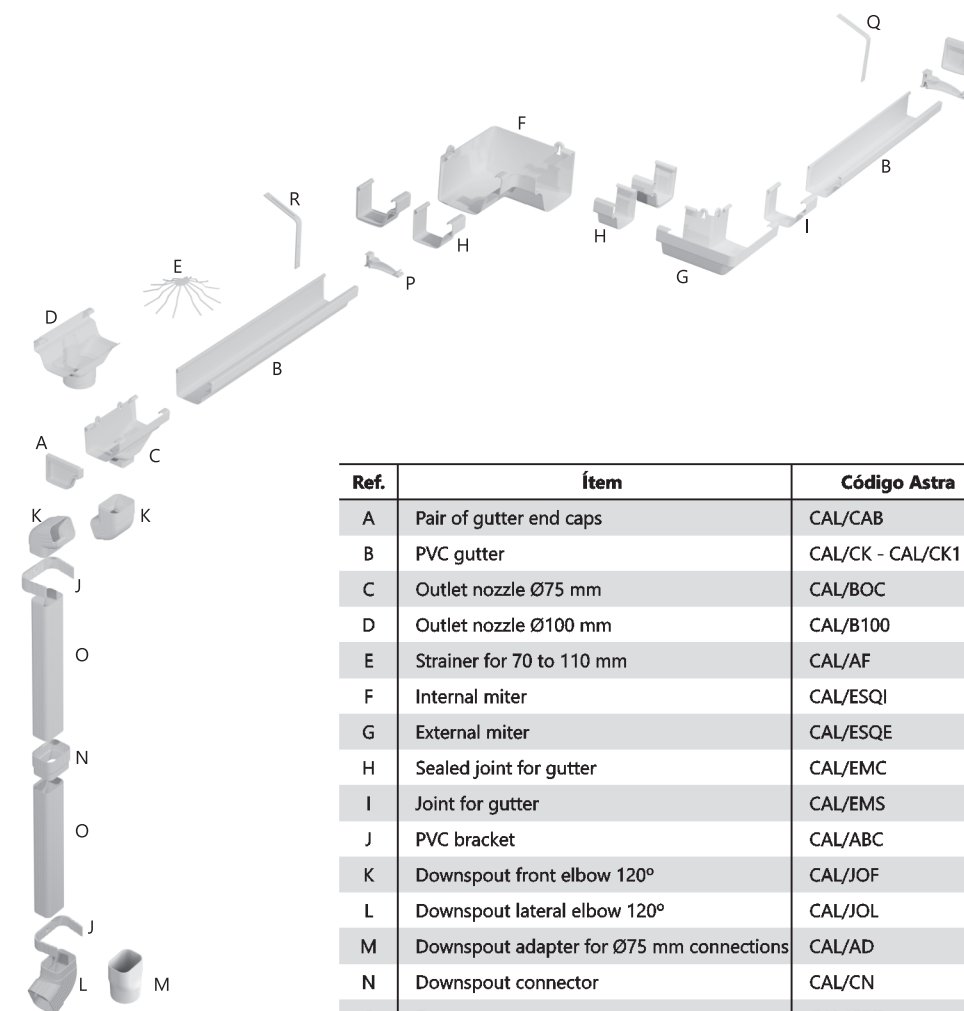 Q
F
B
R
H
H
I
E
P
G
D
B
A
C
K
K
J
O
N
O
J
L
M
Ref. Ítem Código Astra
A Pair of gutter end caps CAL/CAB
B PVC gutter CAL/CK - CAL/CK1
C Outlet nozzle Ø75 mm CAL/BOC
D Outlet nozzle Ø100 mm CAL/B100
E Strainer for 70 to 110 mm CAL/AF
F Internal miter CAL/ESQI
G External miter CAL/ESQE
H Sealed joint for gutter CAL/EMC
I Joint for gutter CAL/EMS
J PVC bracket CAL/ABC
K Downspout front elbow 120º CAL/JOF
L Downspout lateral elbow 120º CAL/JOL
M Downspout adapter for Ø75 mm connections CAL/AD
N Downspout connector CAL/CN